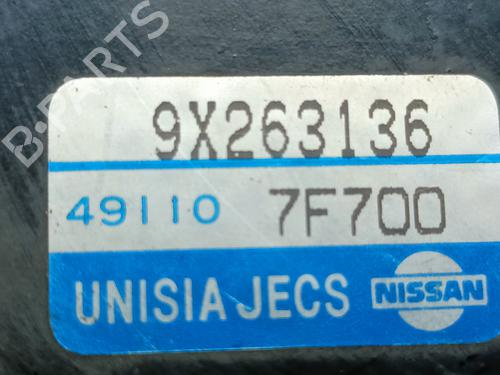 B-PARTS
9X263136
49110 7F700
UNISIA JECS NISSAN